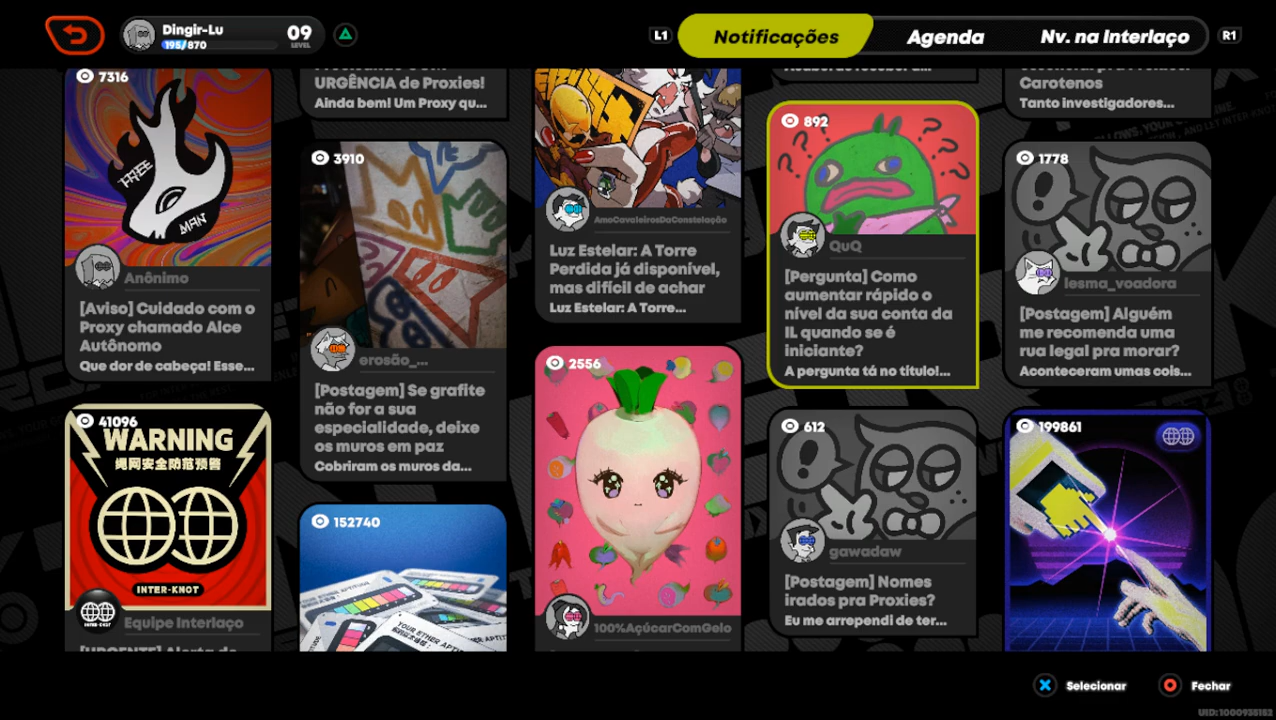 Dingir-Lu
195/870
09
LEVEL
L1
Notificações
Agenda
Nv. na Interlaço
R1
7316
FREE
MAN
Anônimo
[Aviso] Cuidado com o
Proxy chamado Alce
Autônomo
Que dor de cabeça! Esse...
41096
WARNING
绳网安全防范预警
INTER-KNOT
Equipe Interlaço
URGÊNCIA de Proxies!
Ainda bem! Um Proxy qu...
3910
erosão_...
[Postagem] Se grafite
não for a sua
especialidade, deixe
os muros em paz
Cobriram os muros da...
152740
YOUR ETHER APTI
AmoCavaleirosDaConstelação
Luz Estelar: A Torre
Perdida já disponível,
mas difícil de achar
Luz Estelar: A Torre...
2556
100%AçúcarComGelo
892
QuQ
[Pergunta] Como
aumentar rápido o
nível da sua conta da
IL quando se é
iniciante?
A pergunta tá no título!...
612
gawadaw
[Postagem] Nomes
irados pra Proxies?
Eu me arrependi de ter...
Carotenos
Tanto investigadores...
1778
lesma_voadora
[Postagem] Alguém
me recomenda uma
rua legal pra morar?
Aconteceram umas cois...
199861
Selecionar
Fechar
UID: 1000935152